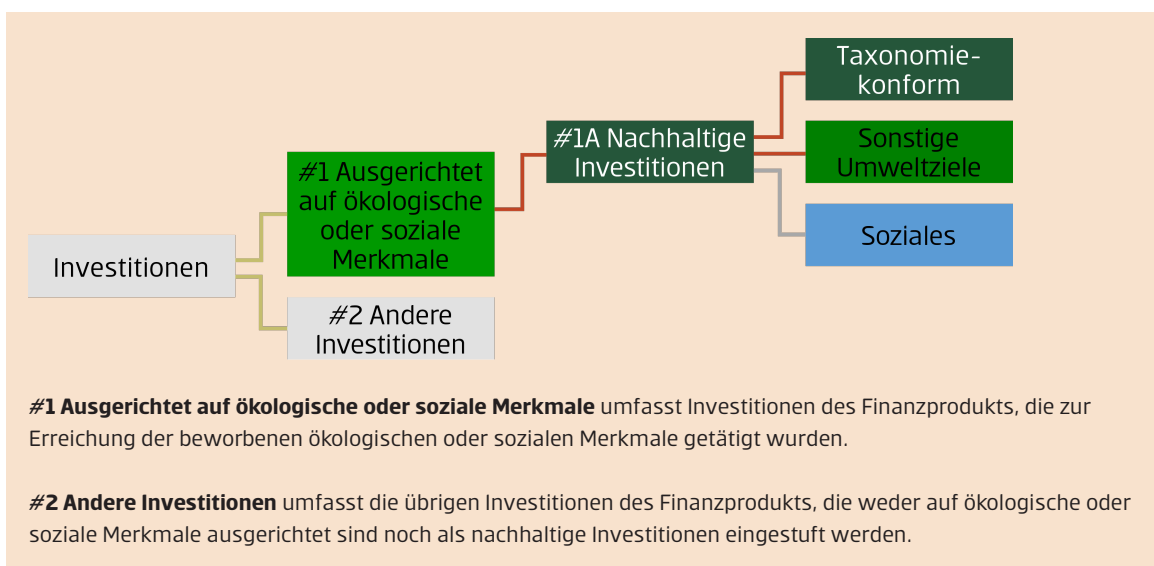 Investitionen
#1 Ausgerichtet
auf ökologische
oder soziale
Merkmale
#2 Andere
Investitionen
#1A Nachhaltige
Investitionen
Taxonomie-
konform
Sonstige
Umweltziele
Soziales
#1 Ausgerichtet auf ökologische oder soziale Merkmale umfasst Investitionen des Finanzprodukts, die zur
Erreichung der beworbenen ökologischen oder sozialen Merkmale getätigt wurden.
#2 Andere Investitionen umfasst die übrigen Investitionen des Finanzprodukts, die weder auf ökologische oder
soziale Merkmale ausgerichtet sind noch als nachhaltige Investitionen eingestuft werden.